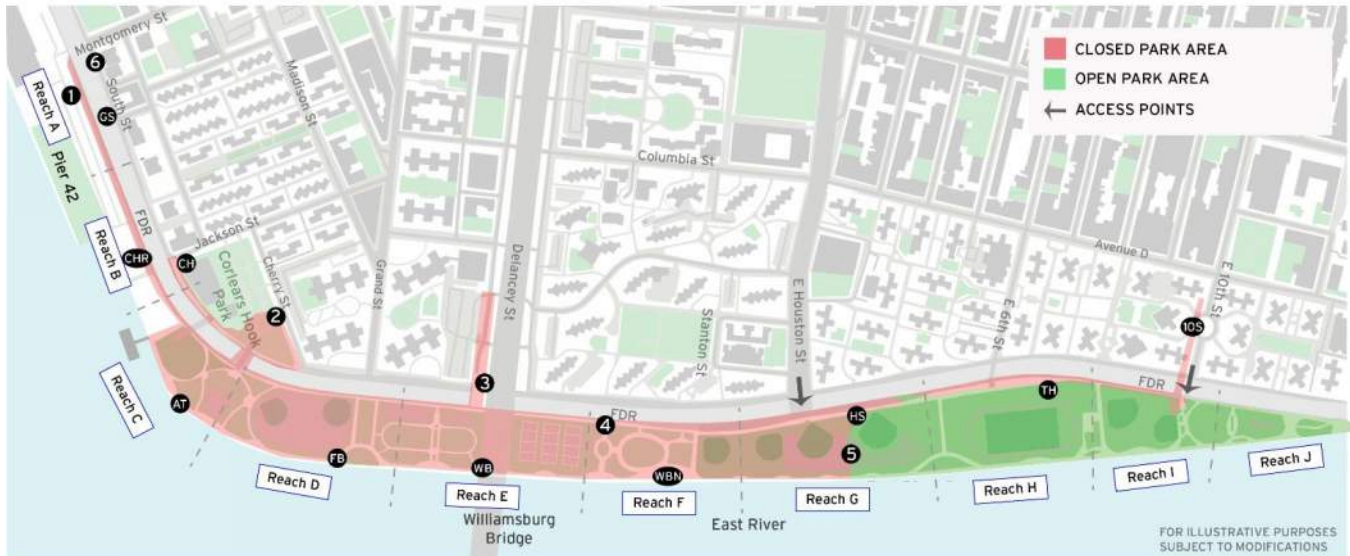 CLOSED PARK AREA
OPEN PARK AREA
ACCESS POINTS
Montgomery St
6
Reach A
1
South St
GS
Madison St
Pier 42
Columbia St
FDR
Jackson St
Reach B
CHR
CH
Corlears Hook
Park
Cherry St
2
Grand St
Delancey St
Stanton St
E Houston St
Avenue D
E 6th St
E 10th St
10S
3
FDR
FDR
TH
HS
4
5
Reach C
AT
FB
WB
WBN
Reach D
Reach E
Reach F
Reach G
Reach H
Reach I
Reach J
Williamsburg
Bridge
East River
FOR ILLUSTRATIVE PURPOSES
SUBJECT TO MODIFICATIONS